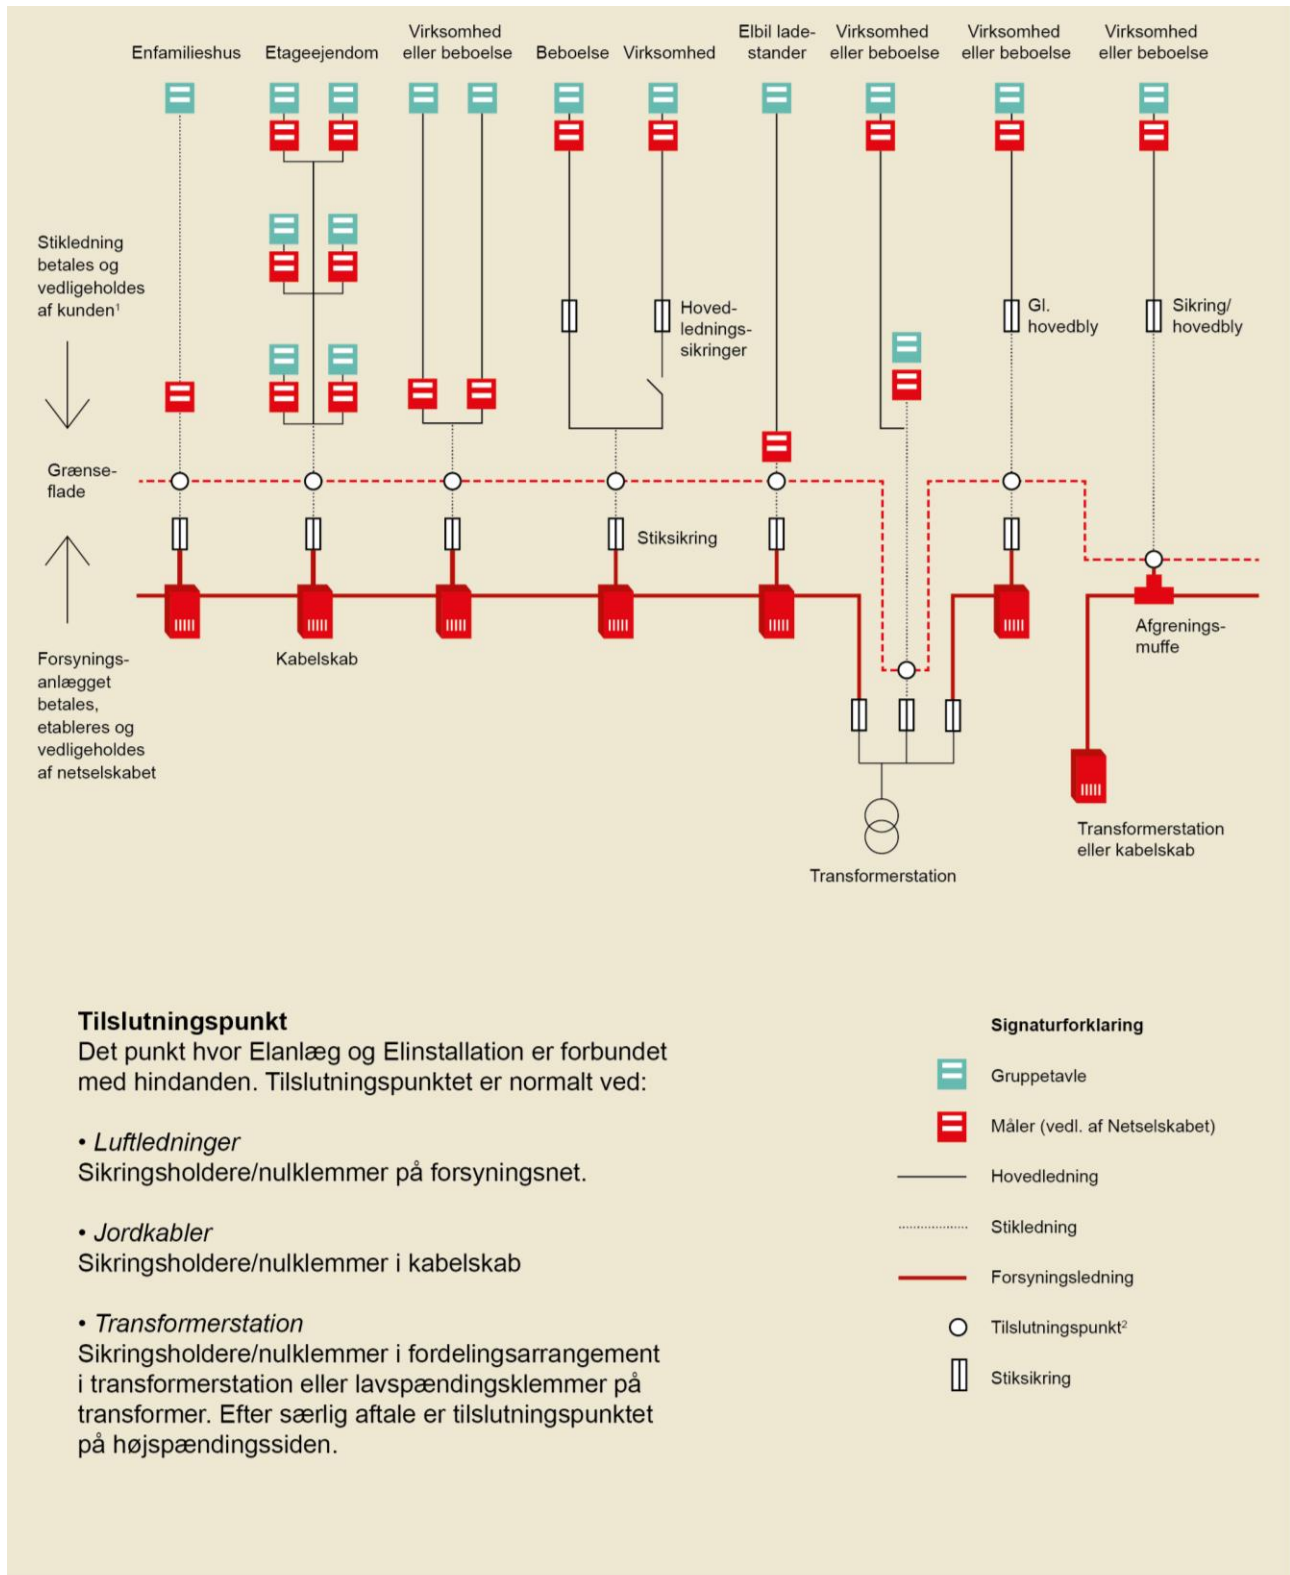 Enfamilieshus
Etageejendom
Virksomhed
eller beboelse
Beboelse
Virksomhed
Elbil lade-
stander
Virksomhed
eller beboelse
Virksomhed
eller beboelse
Virksomhed
eller beboelse
Stikledning
betales og
vedligeholdes
af kunden¹
Hoved-
lednings-
sikringer
Gl.
hovedbly
Sikring/
hovedbly
Grænse-
flade
Stiksikring
Kabelskab
Afgrenings-
muffe
Forsynings-
anlægget
betales,
etableres og
vedligeholdes
af netselskabet
Transformerstation
Transformerstation
eller kabelskab
Tilslutningspunkt
Det punkt hvor Elanlæg og Elinstallation er forbundet
med hindanden. Tilslutningspunktet er normalt ved:
• Luftledninger
Sikringsholdere/nulklemmer på forsyningsnet.
• Jordkabler
Sikringsholdere/nulklemmer i kabelskab
• Transformerstation
Sikringsholdere/nulklemmer i fordelingsarrangement
i transformerstation eller lavspændingsklemmer på
transformer. Efter særlig aftale er tilslutningspunktet
på højspændingssiden.
Signaturforklaring
Gruppetavle
Måler (vedl. af Netselskabet)
Hovedledning
Stikledning
Forsyningsledning
Tilslutningspunkt²
Stiksikring